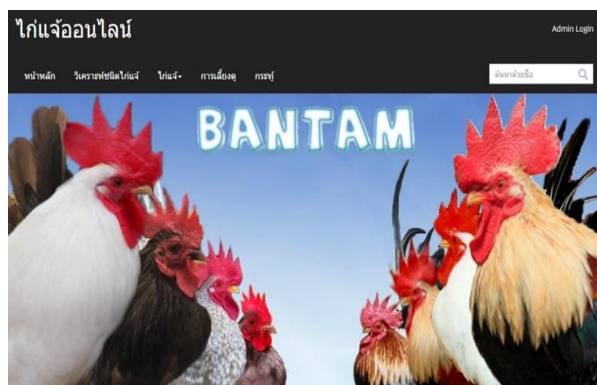 ไก่แจ้ออนไลน์
Admin Login
หน้าหลัก วิเคราะห์ชนิดไก่แจ้ ไก่แจ้ การเลี้ยงดู กระทู้
ค้นหาด้วยชื่อ
BANTAM